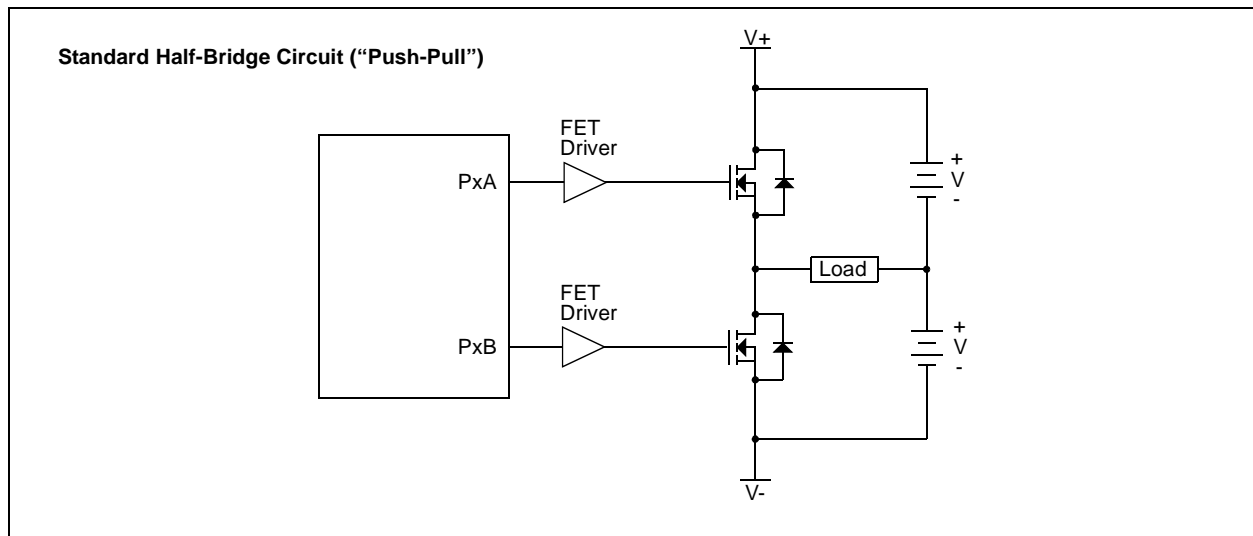 Standard Half-Bridge Circuit (“Push-Pull”)
V+
FET
Driver
PxA
+
V
-
Load
FET
Driver
PxB
+
V
-
V-